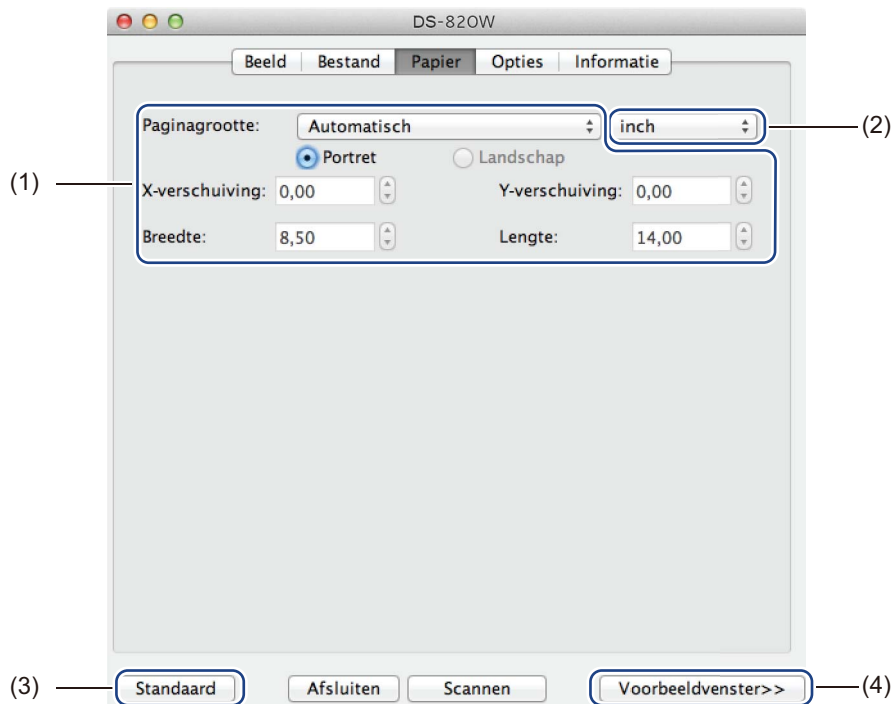 DS-820W
Beeld Bestand Papier Opties Informatie
Paginagrootte: Automatisch inch (2)
Portret Landschap
(1) X-verschuiving: 0,00 Y-verschuiving: 0,00
Breedte: 8,50 Lengte: 14,00
(3) Standaard Afsluiten Scannen Voorbeeldvenster>> (4)